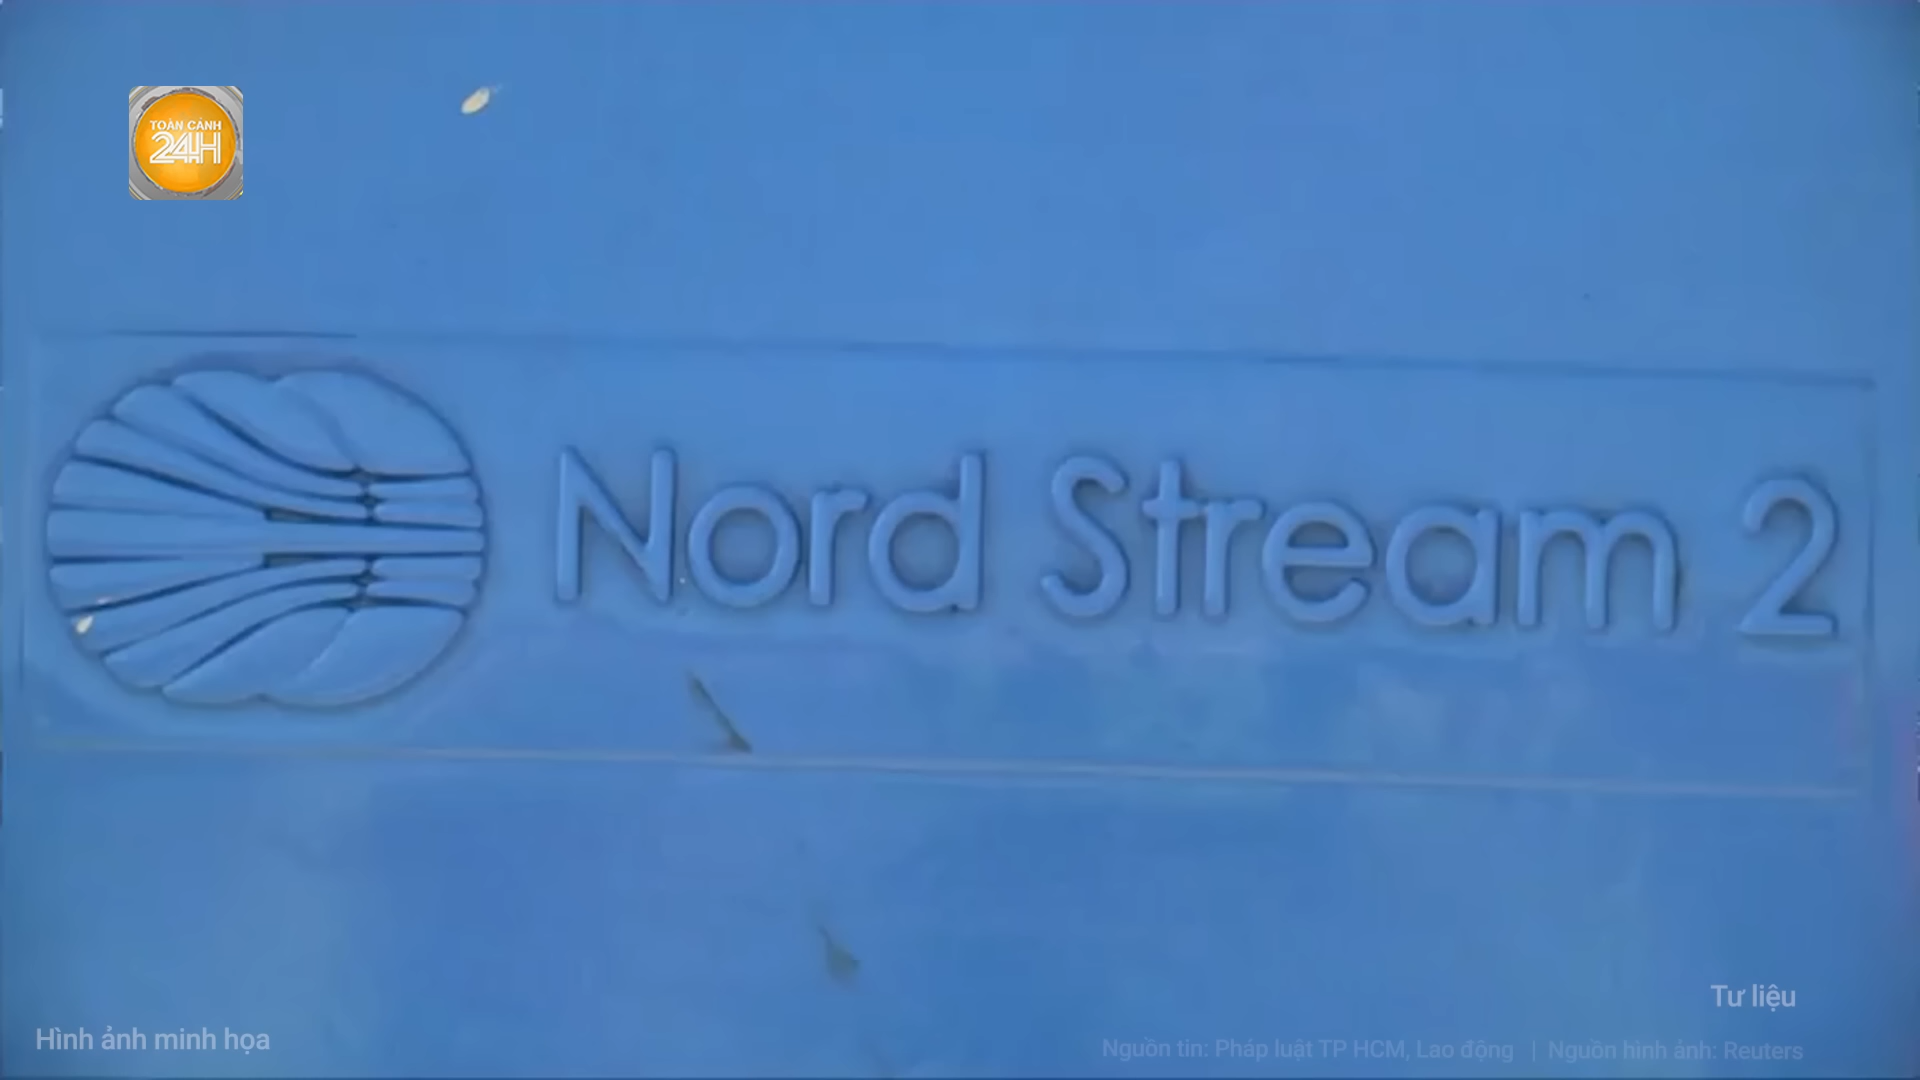 TOÀN CẢNH
24H
Nord Stream 2
Tư liệu
Hình ảnh minh họa
Nguồn tin: Pháp luật TP HCM, Lao động | Nguồn hình ảnh: Reuters